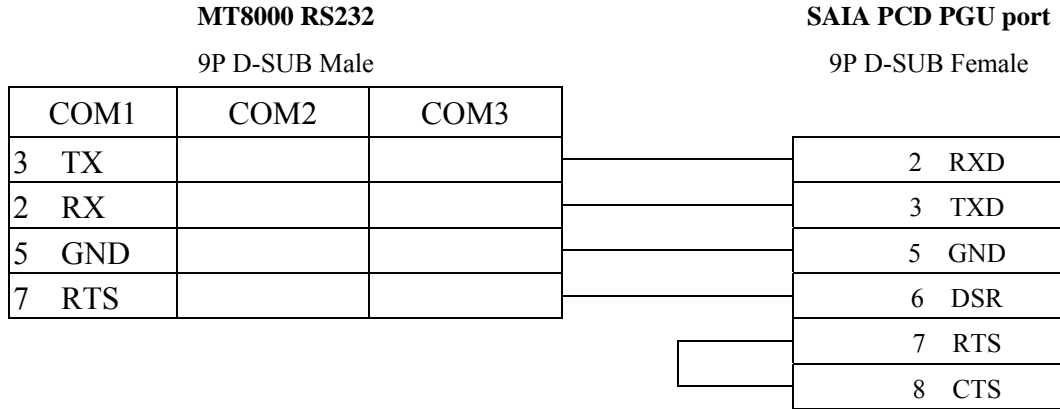 MT8000 RS232 SAIA PCD PGU port
9P D-SUB Male 9P D-SUB Female
COM1 COM2 COM3
3 TX 2 RXD
2 RX 3 TXD
5 GND 5 GND
7 RTS 6 DSR
7 RTS
8 CTS